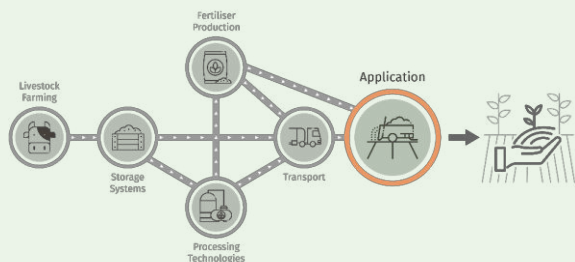 Fertiliser
Production
Application
Livestock
Farming
Storage
Systems
Transport
Processing
Technologies